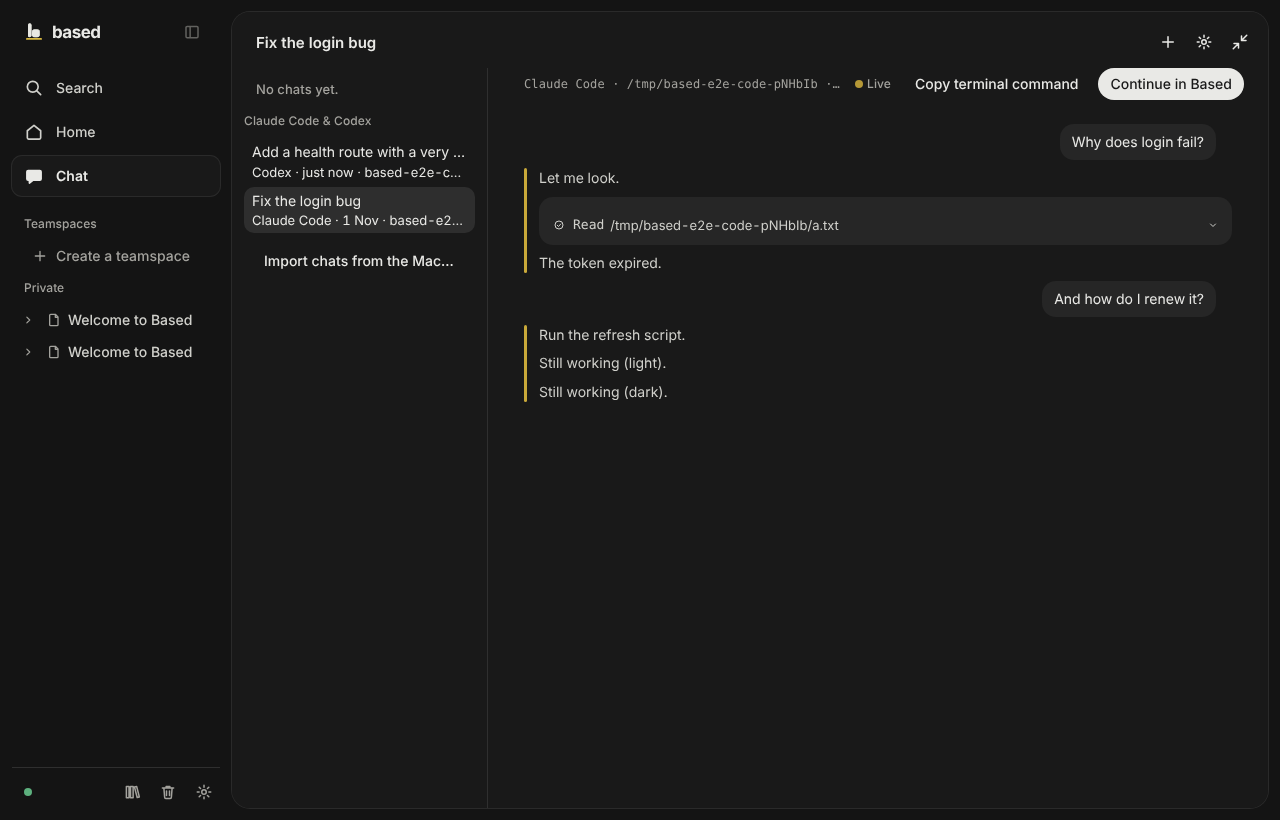 based
Search
Home
Chat
Teamspaces
Create a teamspace
Private
Welcome to Based
Welcome to Based
Fix the login bug
No chats yet.
Claude Code & Codex
Add a health route with a very ...
Codex · just now · based-e2e-c...
Fix the login bug
Claude Code · 1 Nov · based-e2...
Import chats from the Mac...
Claude Code · /tmp/based-e2e-code-pNHbIb ·…
Live
Copy terminal command
Continue in Based
Why does login fail?
Let me look.
Read /tmp/based-e2e-code-pNHbIb/a.txt
The token expired.
And how do I renew it?
Run the refresh script.
Still working (light).
Still working (dark).